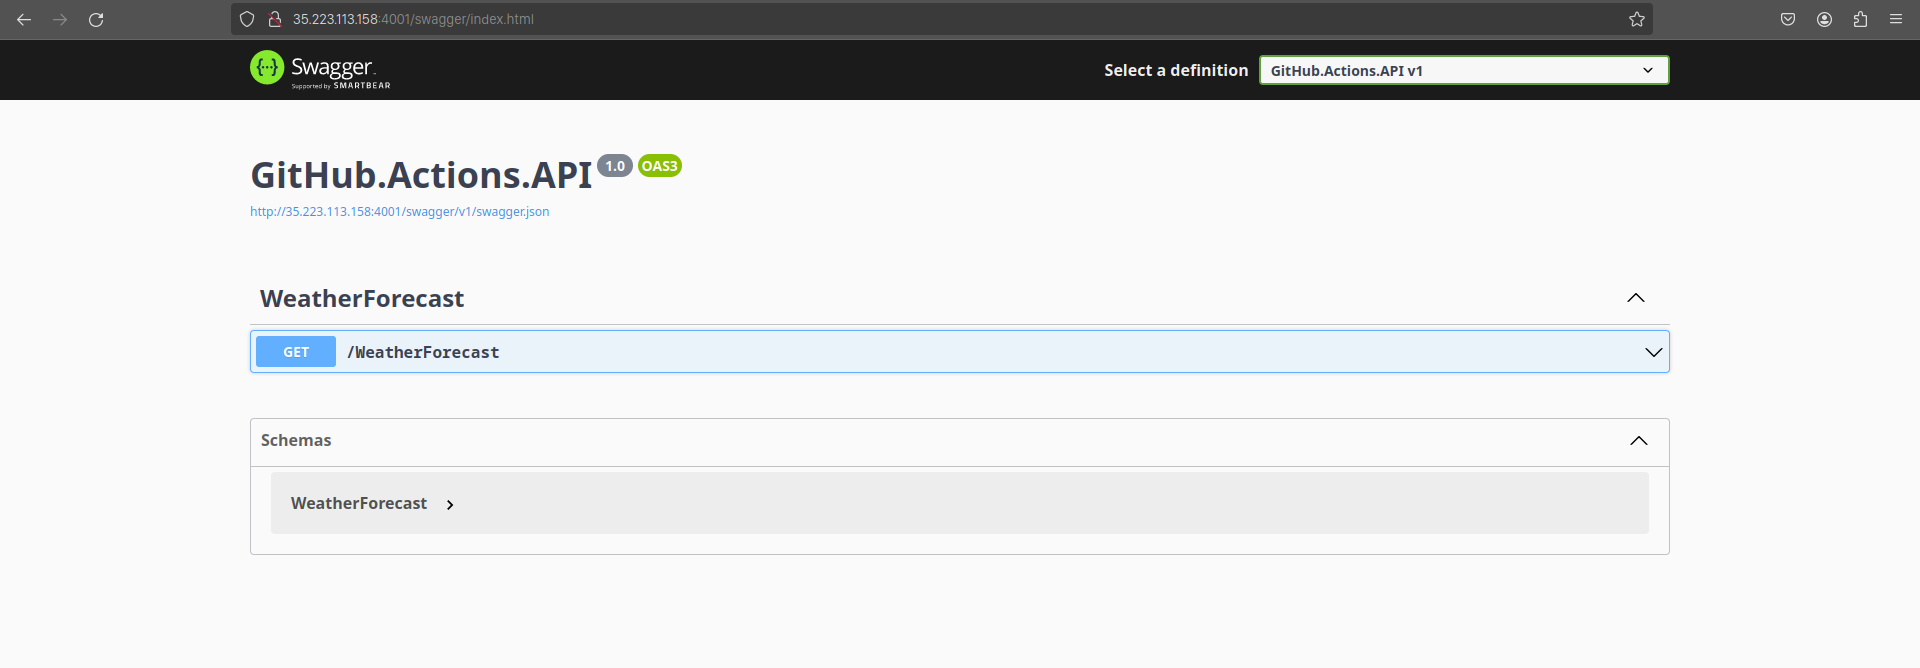 35.223.113.158:4001/swagger/index.html
{...} Swagger
Supported by SMARTBEAR
Select a definition
GitHub.Actions.API v1
GitHub.Actions.API 1.0 OAS3
http://35.223.113.158:4001/swagger/v1/swagger.json
WeatherForecast
GET /WeatherForecast
Schemas
WeatherForecast